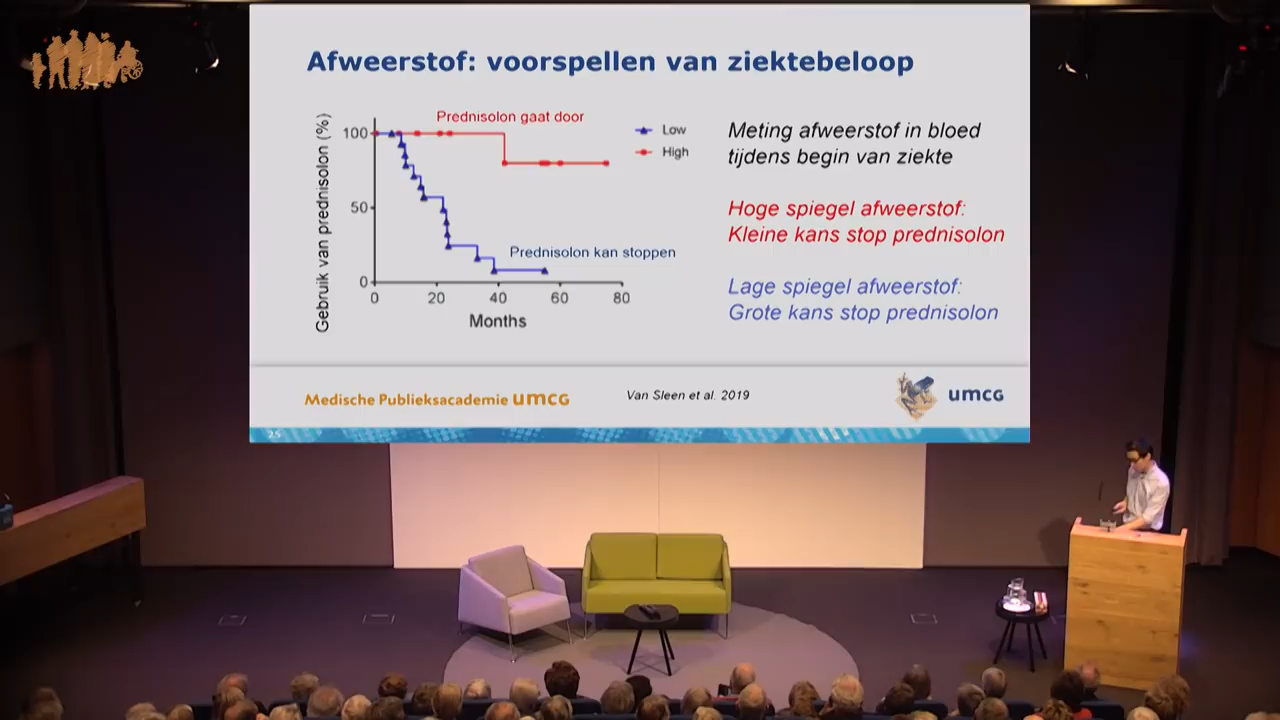 Afweerstof: voorspellen van ziektebeloop
Gebruik van prednisolon (%)
100
50
0
0 20 40 60 80
Months
Prednisolon gaat door
Prednisolon kan stoppen
Low
High
Meting afweerstof in bloed
tijdens begin van ziekte
Hoge spiegel afweerstof:
Kleine kans stop prednisolon
Lage spiegel afweerstof:
Grote kans stop prednisolon
Medische Publieksacademie umcg
Van Sleen et al. 2019
umcg
25